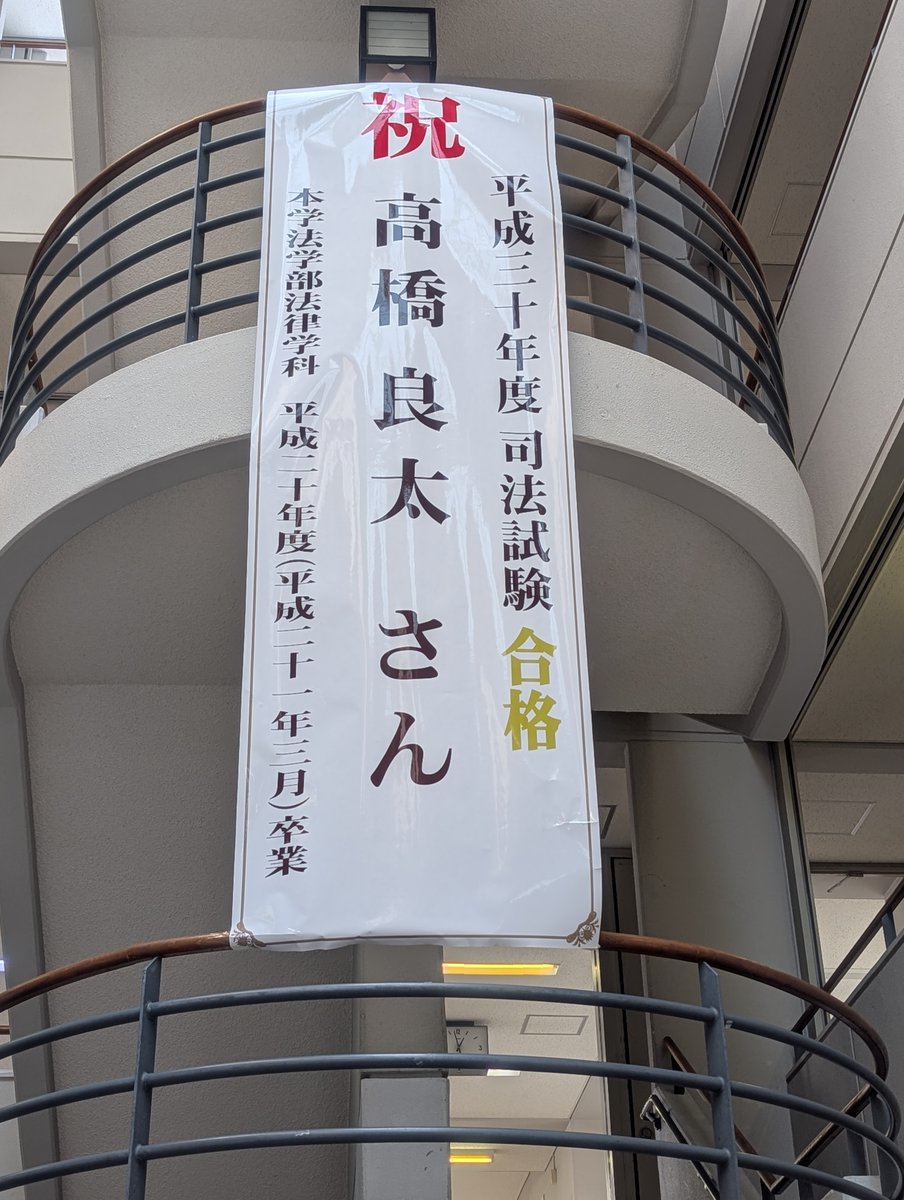 祝
平成三十年度 司法試験 合格
高橋良太 さん
本学法学部法律学科 平成二十年度(平成二十一年三月)卒業
12
3